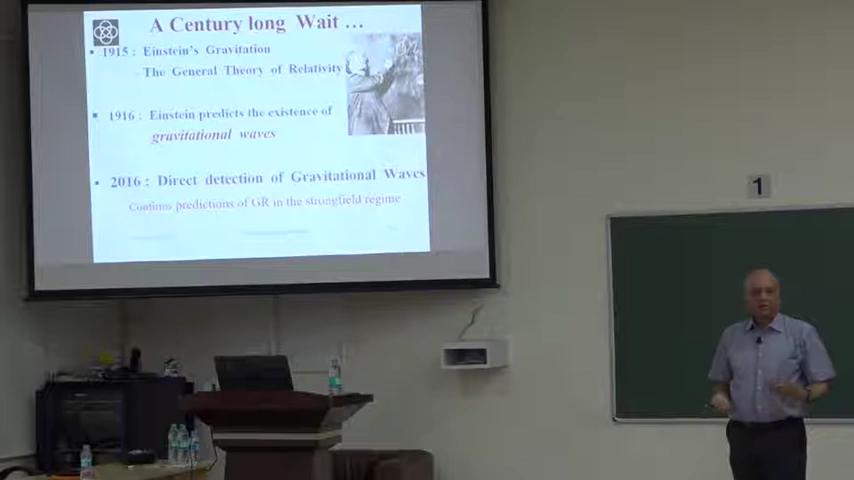 A Century long Wait ...
1915 : Einstein's Gravitation
- The General Theory of Relativity
1916 : Einstein predicts the existence of
gravitational waves
2016 : Direct detection of Gravitational Waves
Confirms predictions of GR in the strongfield regime
1